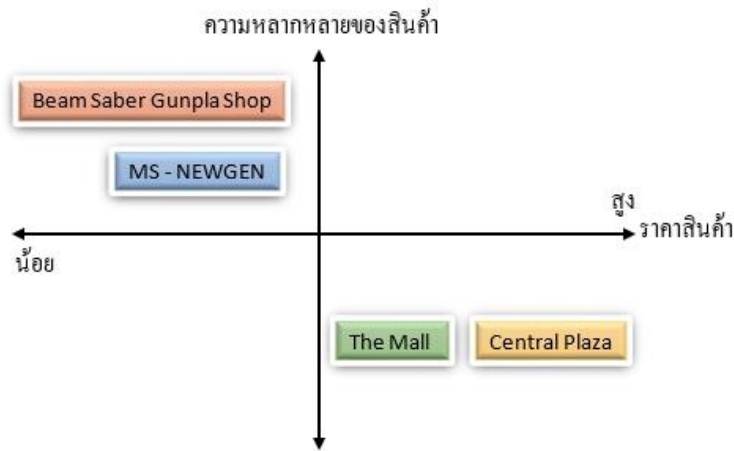 ความหลากหลายของสินค้า
Beam Saber Gunpla Shop
MS - NEWGEN
สูง
ราคาสินค้า
น้อย
The Mall
Central Plaza